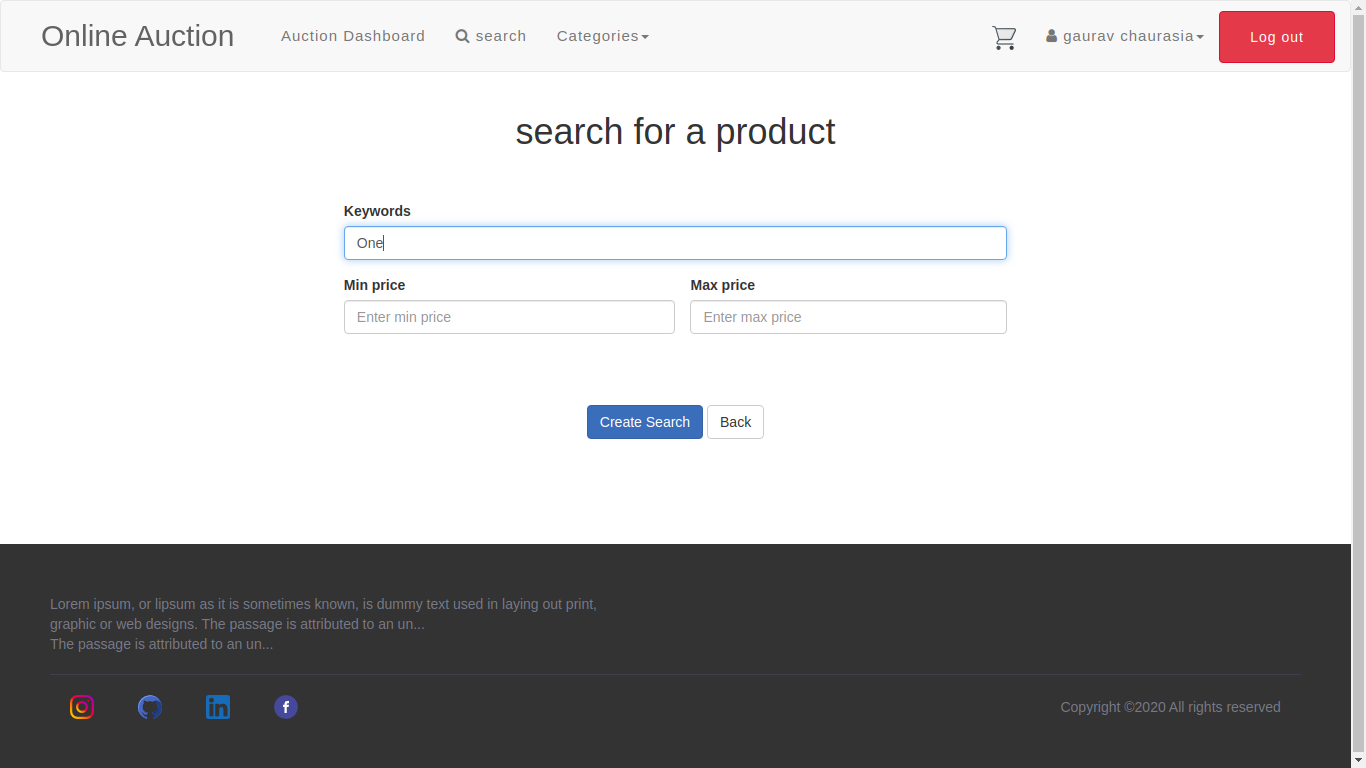 Online Auction
Auction Dashboard
search
Categories
gaurav chaurasia
Log out
search for a product
Keywords
One
Min price
Max price
Enter min price
Enter max price
Create Search
Back
Lorem ipsum, or lipsum as it is sometimes known, is dummy text used in laying out print,
graphic or web designs. The passage is attributed to an un...
The passage is attributed to an un...
Copyright ©2020 All rights reserved